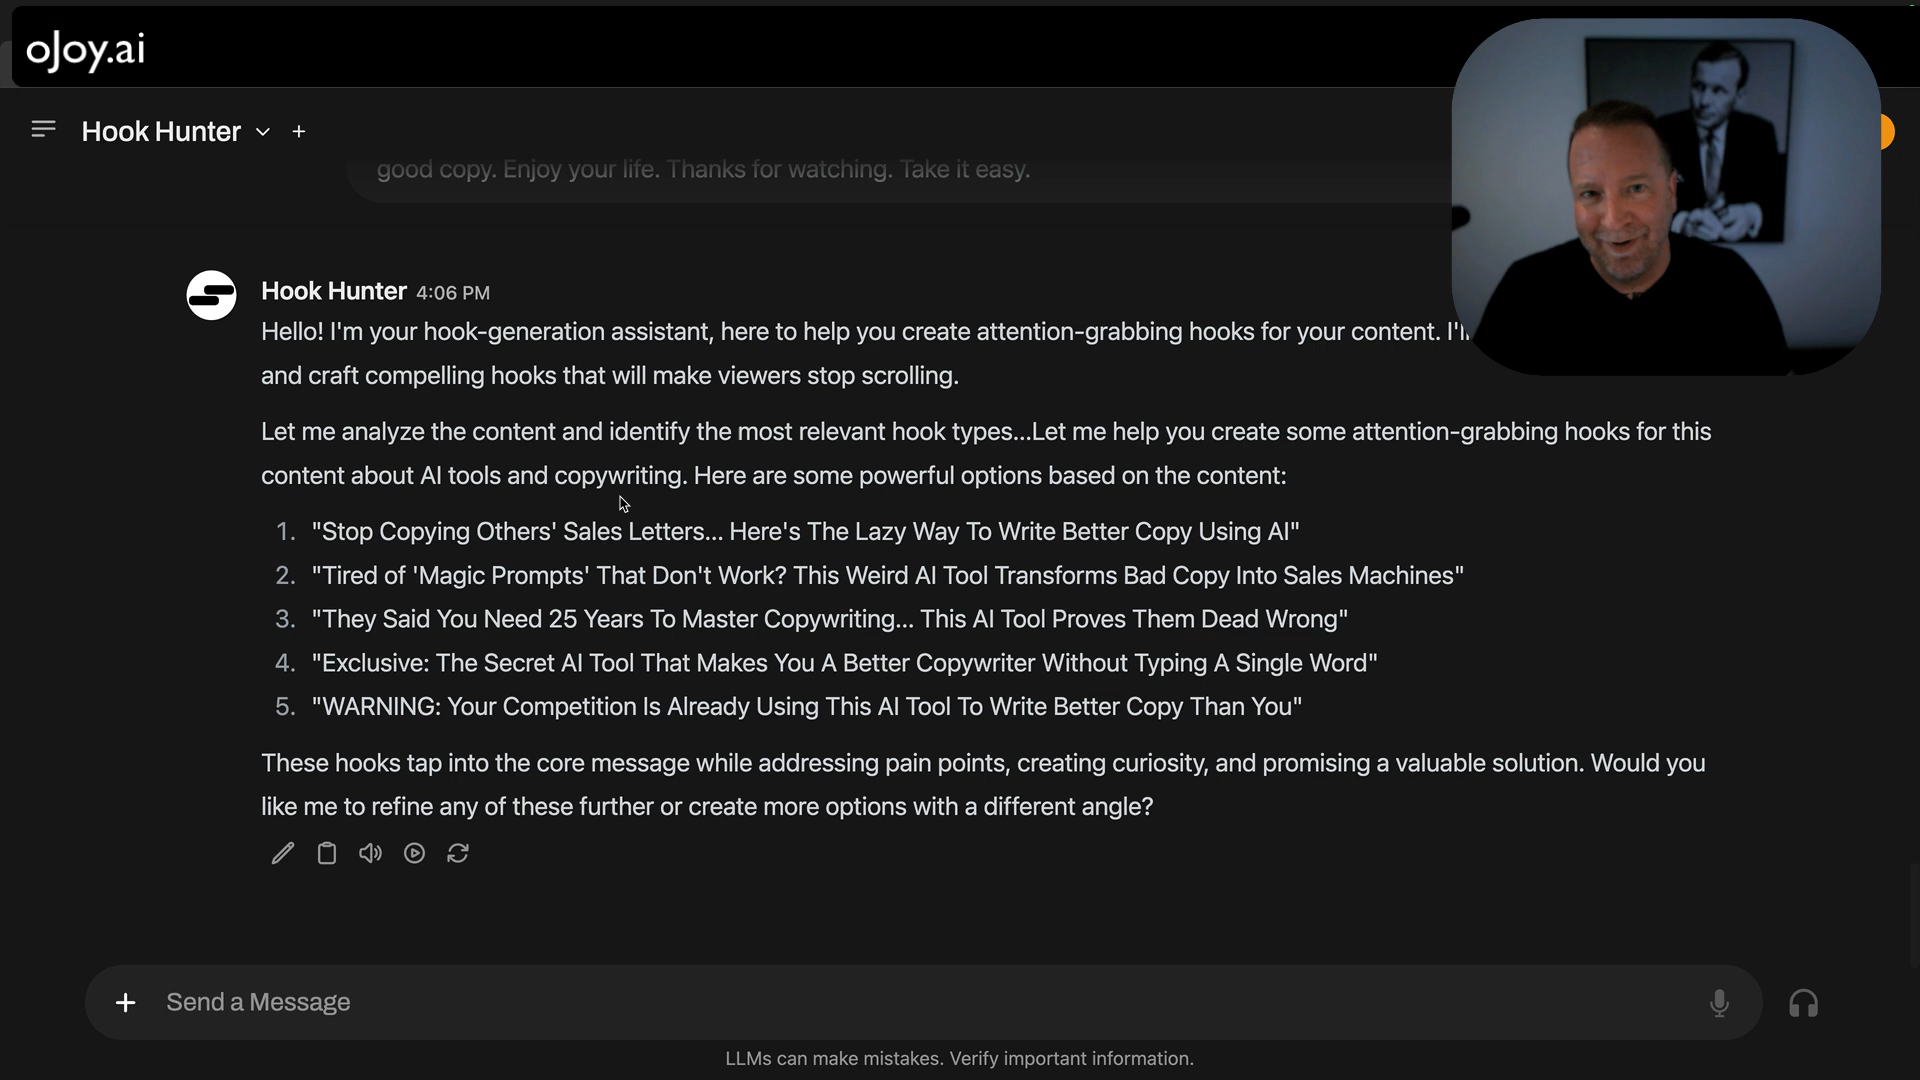 oJoy.ai
Hook Hunter
good copy. Enjoy your life. Thanks for watching. Take it easy.
Hook Hunter 4:06 PM
Hello! I'm your hook-generation assistant, here to help you create attention-grabbing hooks for your content. I'll
and craft compelling hooks that will make viewers stop scrolling.
Let me analyze the content and identify the most relevant hook types...Let me help you create some attention-grabbing hooks for this
content about AI tools and copywriting. Here are some powerful options based on the content:
1. "Stop Copying Others' Sales Letters... Here's The Lazy Way To Write Better Copy Using AI"
2. "Tired of 'Magic Prompts' That Don't Work? This Weird AI Tool Transforms Bad Copy Into Sales Machines"
3. "They Said You Need 25 Years To Master Copywriting... This AI Tool Proves Them Dead Wrong"
4. "Exclusive: The Secret AI Tool That Makes You A Better Copywriter Without Typing A Single Word"
5. "WARNING: Your Competition Is Already Using This AI Tool To Write Better Copy Than You"
These hooks tap into the core message while addressing pain points, creating curiosity, and promising a valuable solution. Would you
like me to refine any of these further or create more options with a different angle?
Send a Message
LLMs can make mistakes. Verify important information.